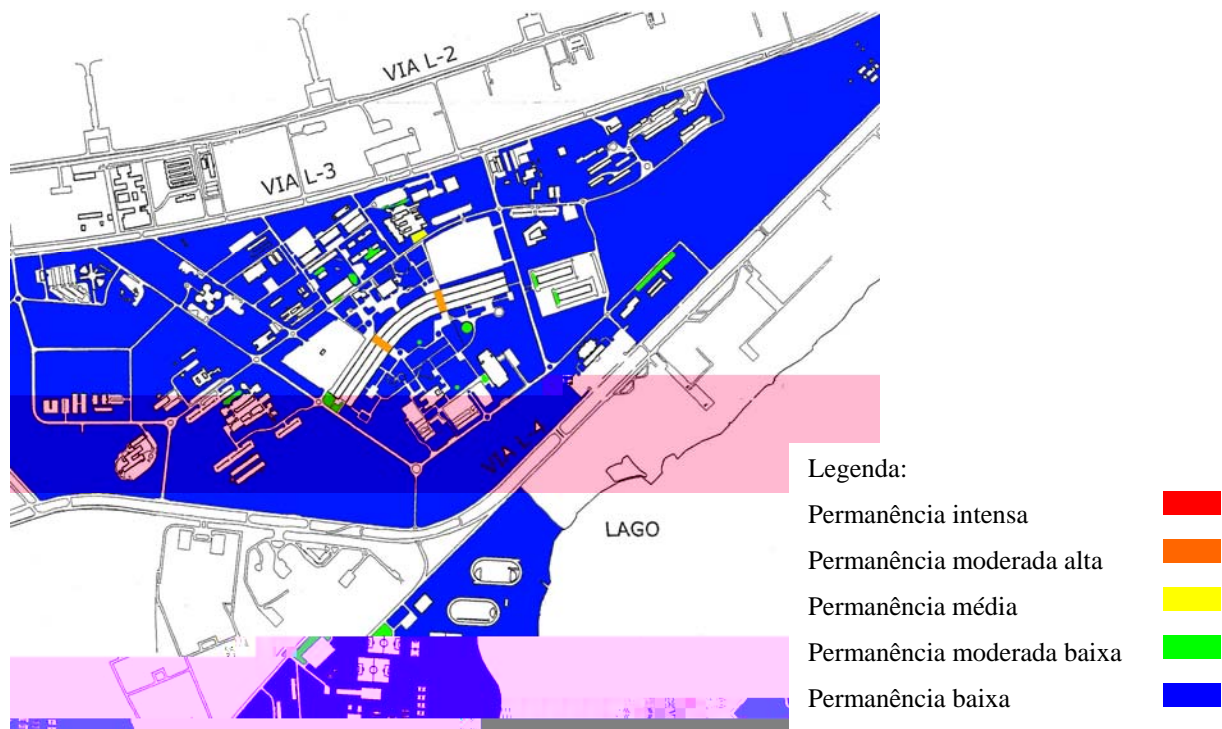 VIA L-2
VIA L-3
VIA L-4
LAGO
Legenda:
Permanência intensa
Permanência moderada alta
Permanência média
Permanência moderada baixa
Permanência baixa